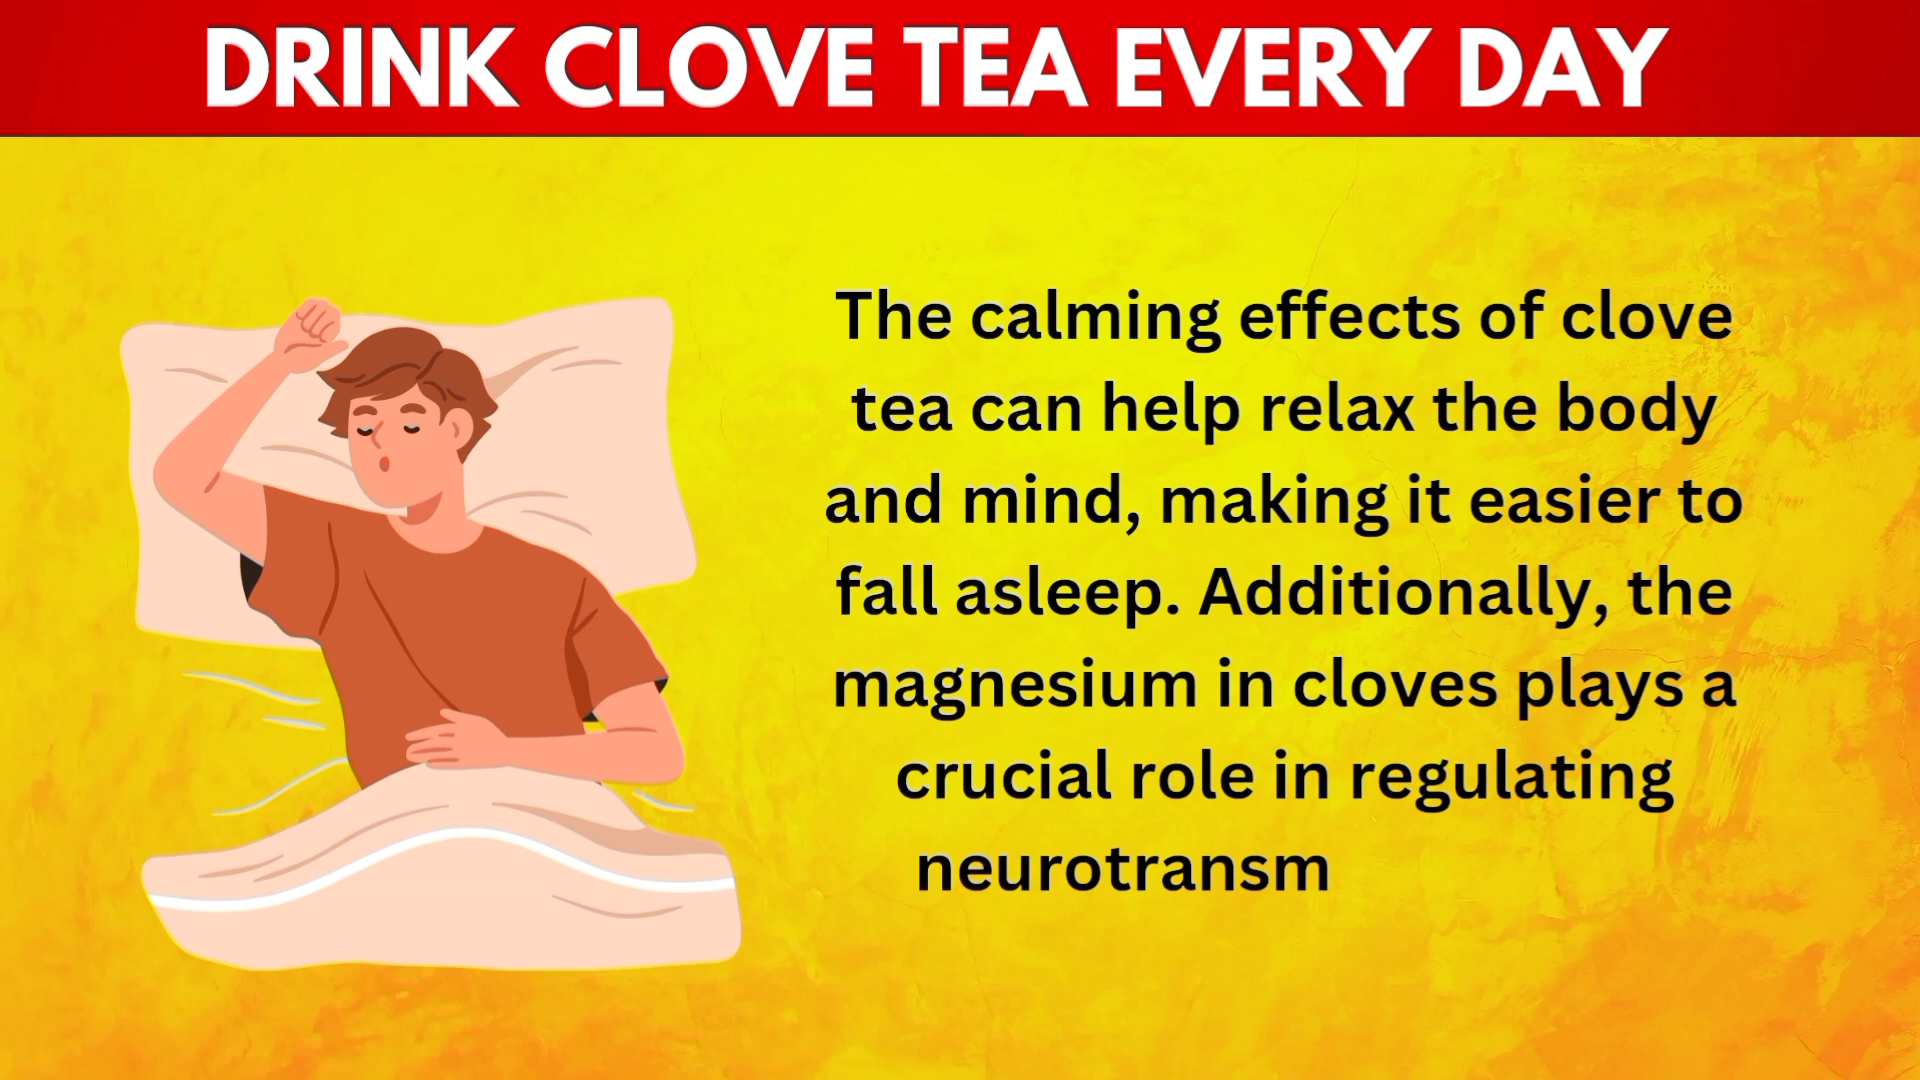 DRINK CLOVE TEA EVERY DAY
The calming effects of clove
tea can help relax the body
and mind, making it easier to
fall asleep. Additionally, the
magnesium in cloves plays a
crucial role in regulating
neurotransm